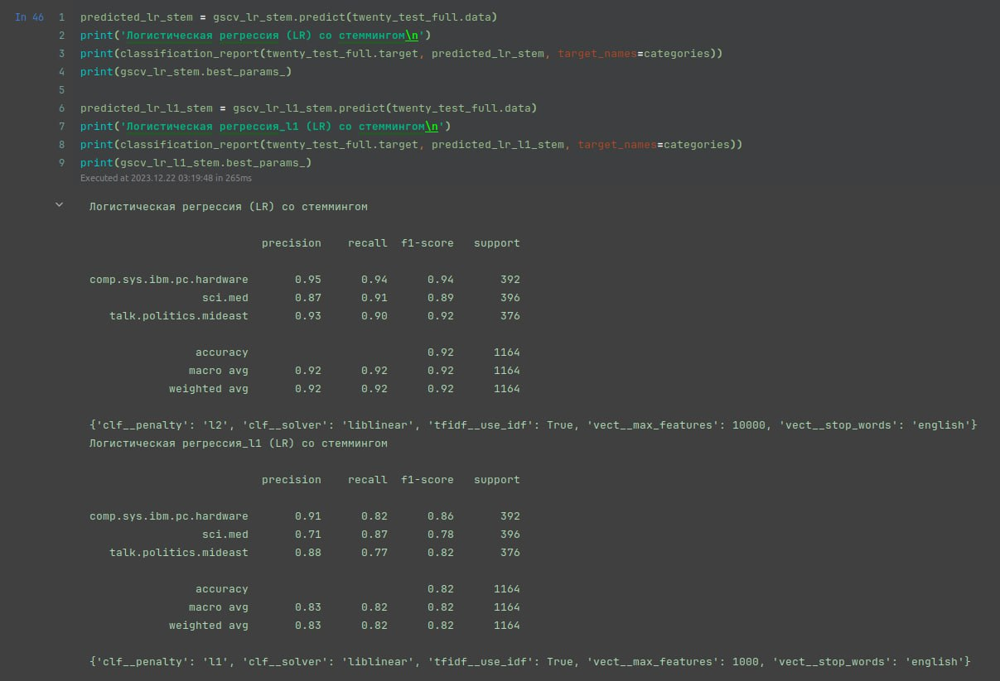 In 46 1 predicted_lr_stem = gscv_lr_stem.predict(twenty_test_full.data)
2 print('Логистическая регрессия (LR) со стеммингом\n')
3 print(classification_report(twenty_test_full.target, predicted_lr_stem, target_names=categories))
4 print(gscv_lr_stem.best_params_)
5
6 predicted_lr_l1_stem = gscv_lr_l1_stem.predict(twenty_test_full.data)
7 print('Логистическая регрессия_l1 (LR) со стеммингом\n')
8 print(classification_report(twenty_test_full.target, predicted_lr_l1_stem, target_names=categories))
9 print(gscv_lr_l1_stem.best_params_)
Executed at 2023.12.22 03:19:48 in 265ms
Логистическая регрессия (LR) со стеммингом
precision recall f1-score support
comp.sys.ibm.pc.hardware 0.95 0.94 0.94 392
sci.med 0.87 0.91 0.89 396
talk.politics.mideast 0.93 0.90 0.92 376
accuracy 0.92 1164
macro avg 0.92 0.92 0.92 1164
weighted avg 0.92 0.92 0.92 1164
{'clf__penalty': 'l2', 'clf__solver': 'liblinear', 'tfidf__use_idf': True, 'vect__max_features': 10000, 'vect__stop_words': 'english'}
Логистическая регрессия_l1 (LR) со стеммингом
precision recall f1-score support
comp.sys.ibm.pc.hardware 0.91 0.82 0.86 392
sci.med 0.71 0.87 0.78 396
talk.politics.mideast 0.88 0.77 0.82 376
accuracy 0.82 1164
macro avg 0.83 0.82 0.82 1164
weighted avg 0.83 0.82 0.82 1164
{'clf__penalty': 'l1', 'clf__solver': 'liblinear', 'tfidf__use_idf': True, 'vect__max_features': 1000, 'vect__stop_words': 'english'}